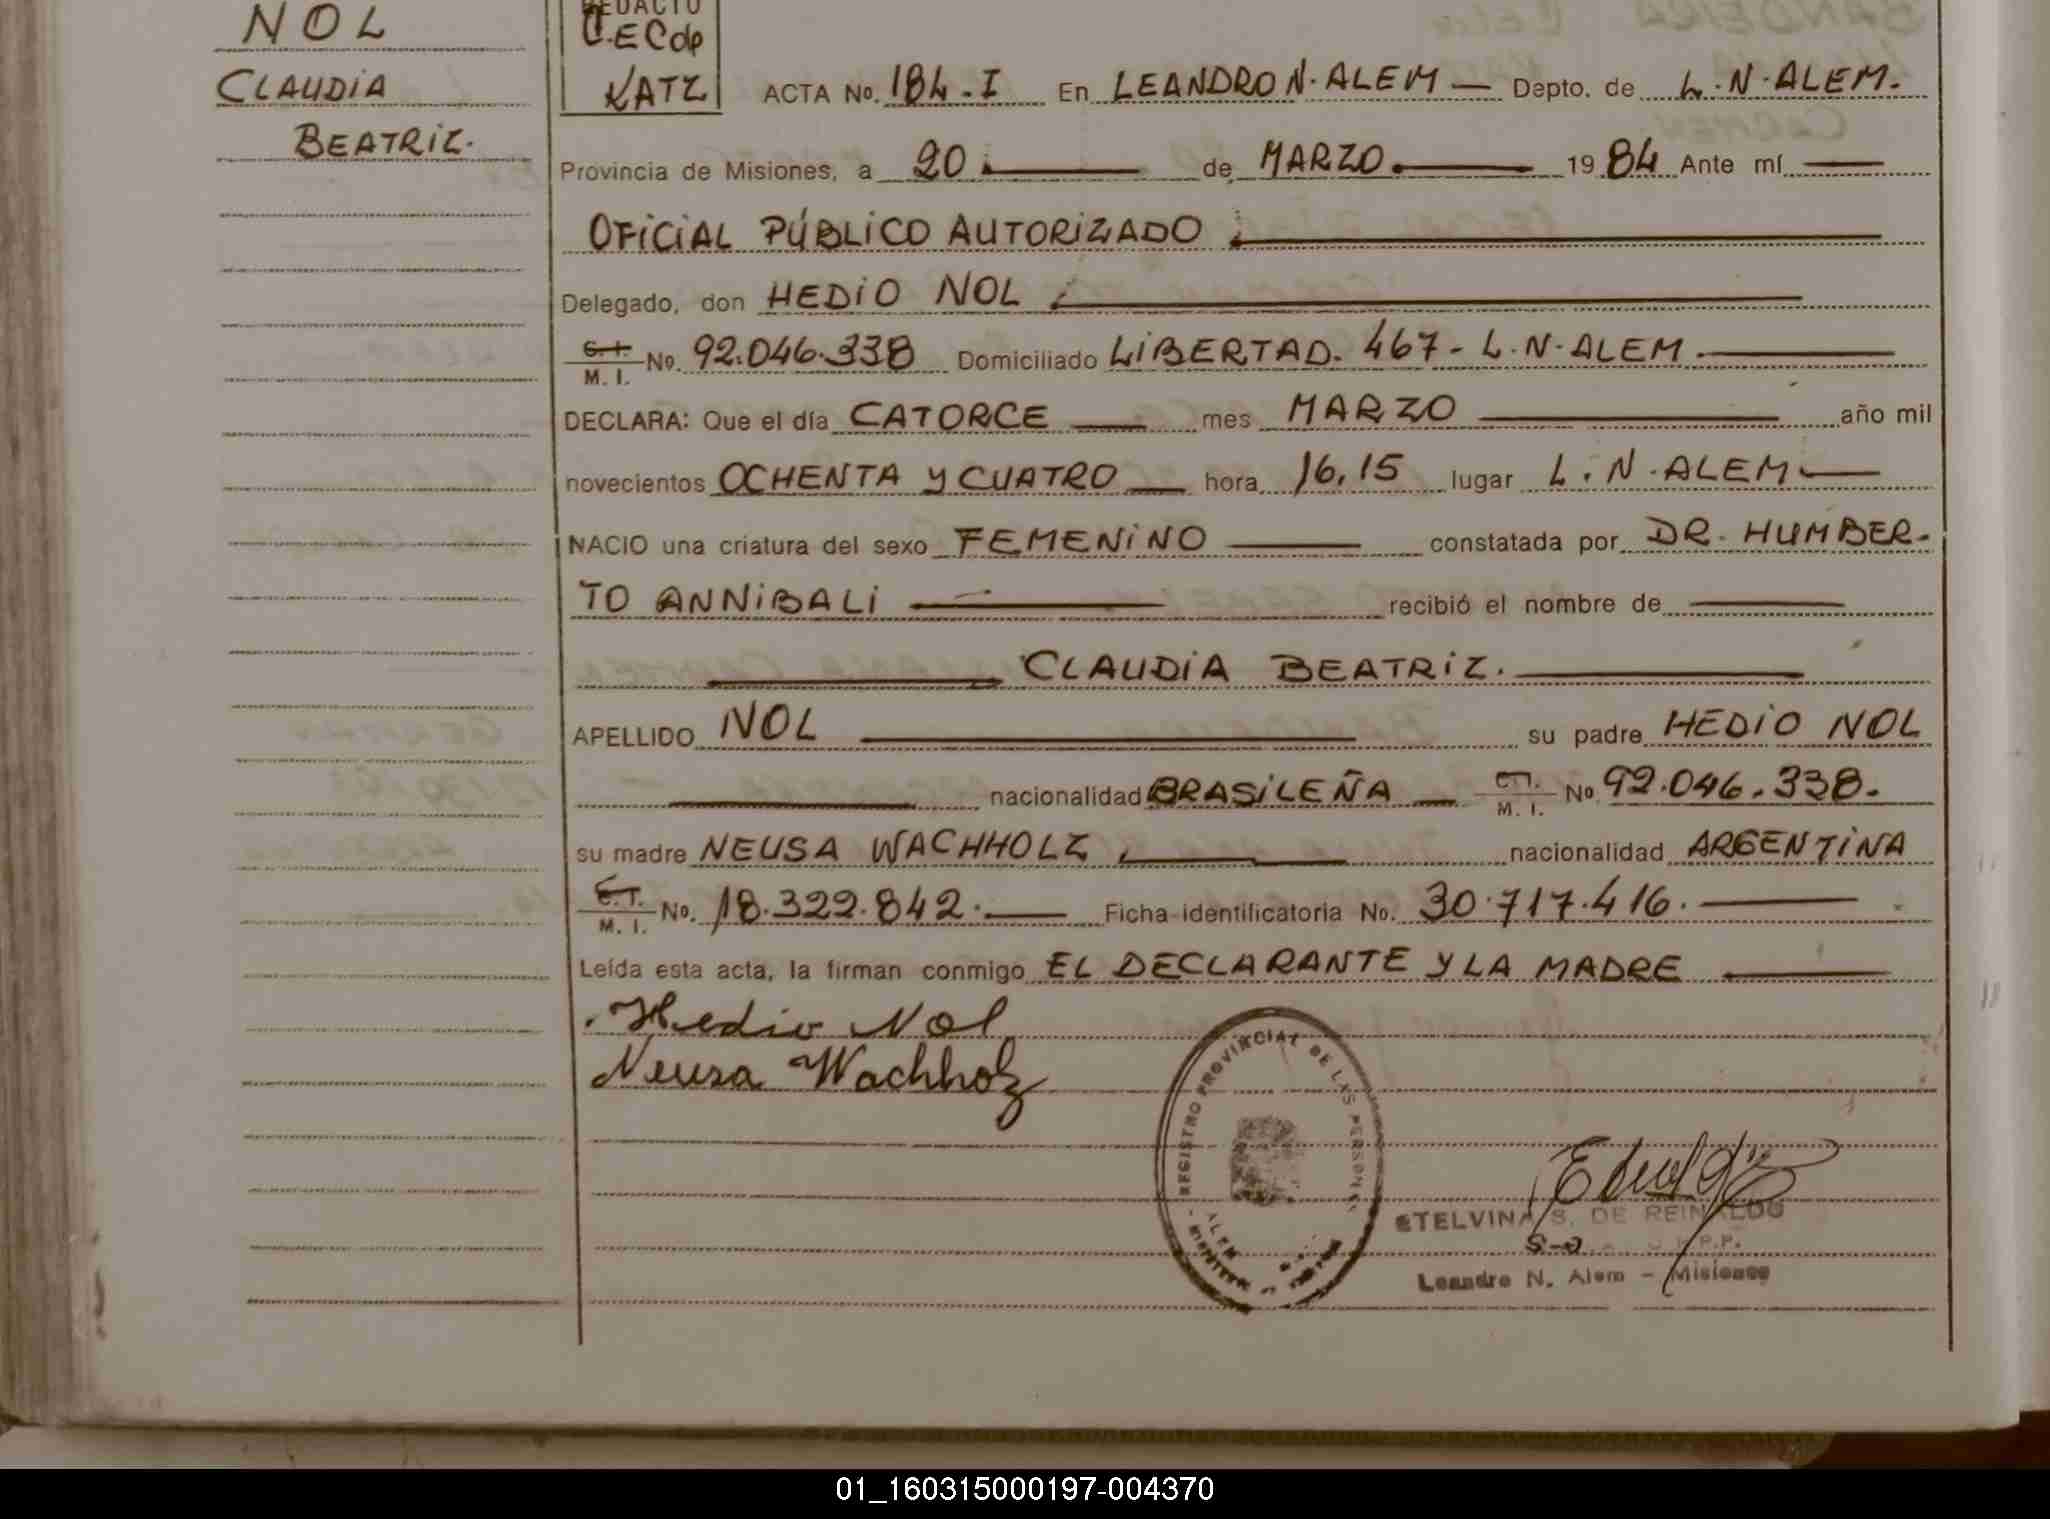 NOL
CLAUDIA
BEATRIZ.
REDACTO
KATZ
ACTA No. 184.I En LEANDRO N. ALEM — Depto. de L.N.ALEM.
Provincia de Misiones, a 20 de MARZO. 1984 Ante mí
OFICIAL PÚBLICO AUTORIZADO
Delegado, don HEDIO NOL
C.I. / M. I. No. 92.046.338 Domiciliado LIBERTAD. 467 - L.N-ALEM.
DECLARA: Que el día CATORCE mes MARZO año mil
novecientos OCHENTA Y CUATRO hora 16,15 lugar L.N.ALEM
NACIO una criatura del sexo FEMENINO constatada por DR. HUMBER-
TO ANNIBALI recibió el nombre de
CLAUDIA BEATRIZ.
APELLIDO NOL su padre HEDIO NOL
nacionalidad BRASILEÑA M. I. No. 92.046.338.
su madre NEUSA WACHHOLZ nacionalidad ARGENTINA
M. I. No. 18.322.842. Ficha identificatoria No. 30.717.416.
Leída esta acta, la firman conmigo EL DECLARANTE Y LA MADRE
Hedio Nol
Neusa Wachholz
REGISTRO PROVINCIAL DE LAS PERSONAS
ALEM
ETELVINA S. DE REINALDO
Leandro N. Alem - Misiones
01_160315000197-004370